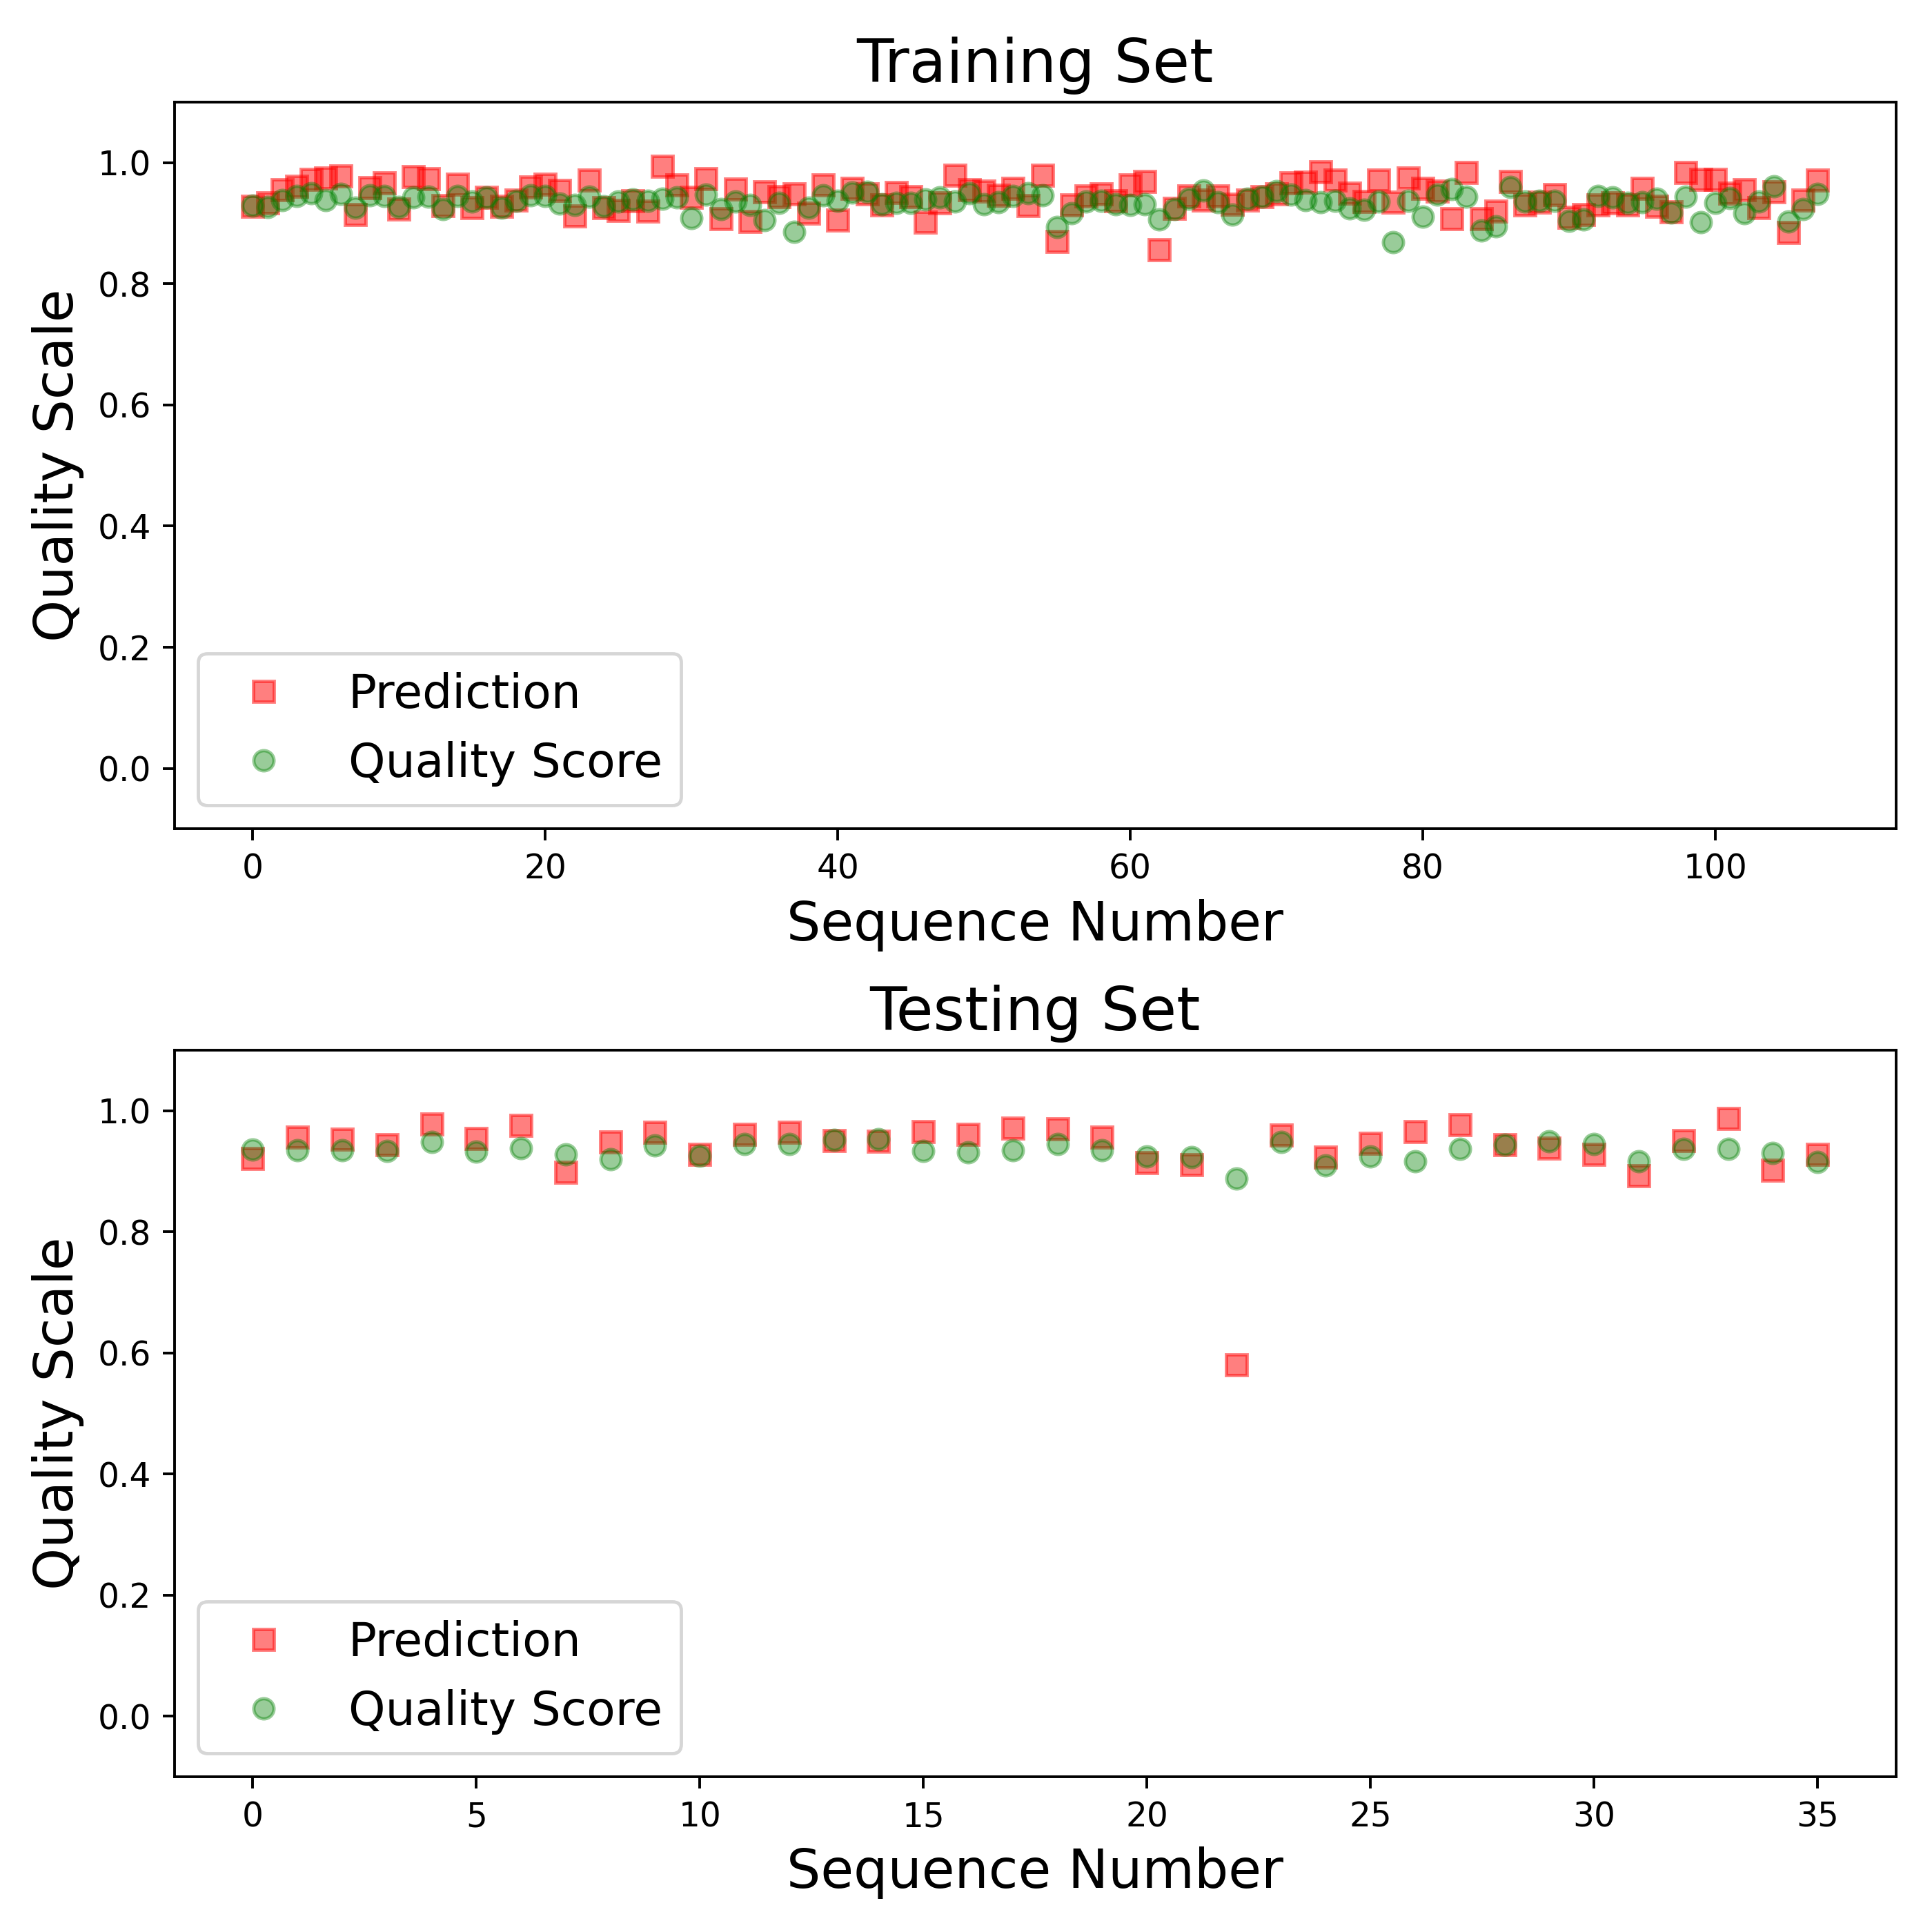 Training Set
Quality Scale
1.0
0.8
0.6
0.4
0.2
0.0
Prediction
Quality Score
0 20 40 60 80 100
Sequence Number
Testing Set
Quality Scale
1.0
0.8
0.6
0.4
0.2
0.0
Prediction
Quality Score
0 5 10 15 20 25 30 35
Sequence Number